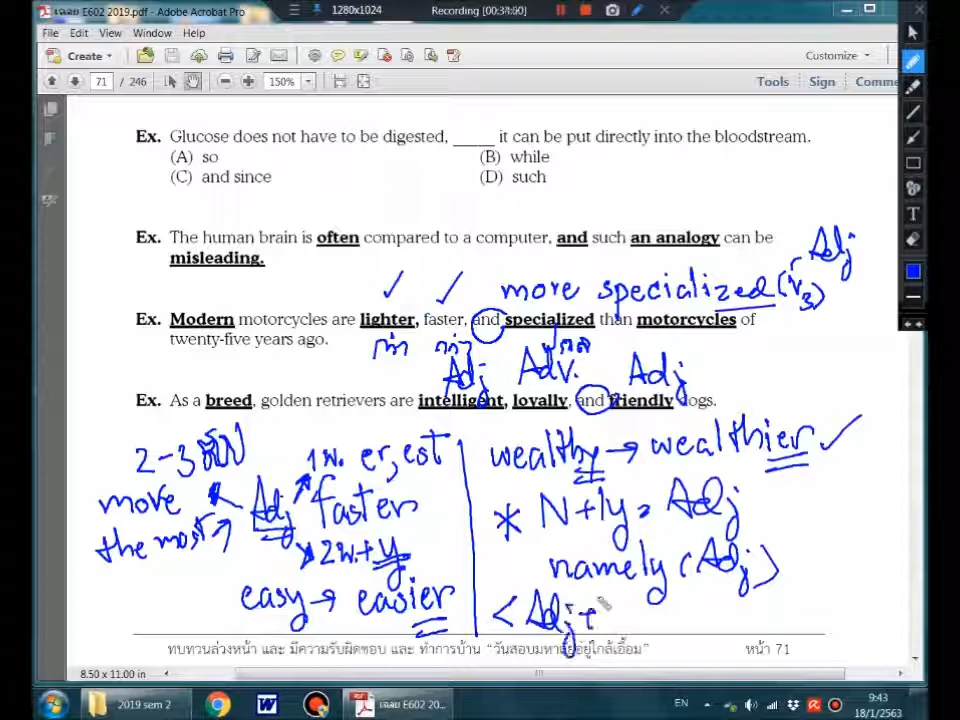 เฉลย E602 2019.pdf - Adobe Acrobat Pro
1280x1024
Recording [00:34:00]
File Edit View Window Help
Create
Customize
71 / 246
150%
Tools Sign Comme
Ex. Glucose does not have to be digested, _____ it can be put directly into the bloodstream.
(A) so (B) while
(C) and since (D) such
Ex. The human brain is often compared to a computer, and such an analogy can be
misleading.
Adj
more specialized (V3)
Ex. Modern motorcycles are lighter, faster, and specialized than motorcycles of
twenty-five years ago.
กว่า กว่า
Adj Adv. Adj
Ex. As a breed, golden retrievers are intelligent, loyally, and friendly dogs.
2-3
1พ. er, est
more Adj faster
the most 2พ+y
easy → easier
wealthy → wealthier ✓
* N+ly = Adj
namely (Adj)
< Adj +
ทบทวนล่วงหน้า และ มีความรับผิดชอบ และ ทำการบ้าน "วันสอบมหาลัยอยู่ใกล้เอื้อม" หน้า 71
8.50 x 11.00 in
2019 sem 2
เฉลย E602 20...
EN
9:43
18/1/2563